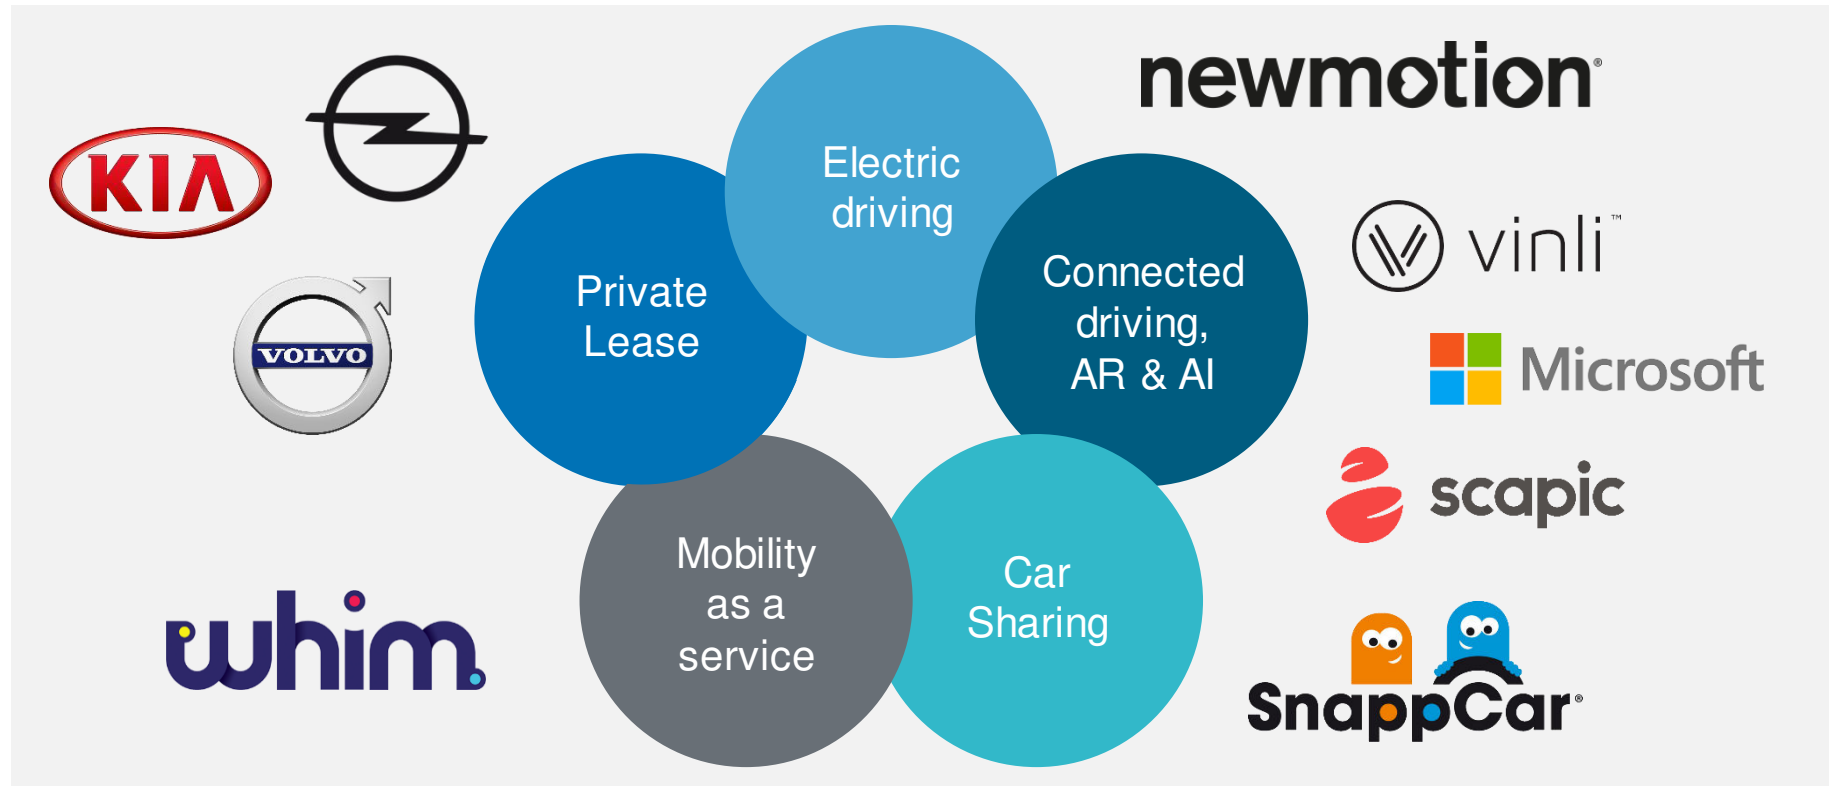 KIA
VOLVO
whim
Electric
driving
Private
Lease
Connected
driving,
AR & AI
Mobility
as a
service
Car
Sharing
newmotion®
vinli™
Microsoft
scapic
SnappCar®